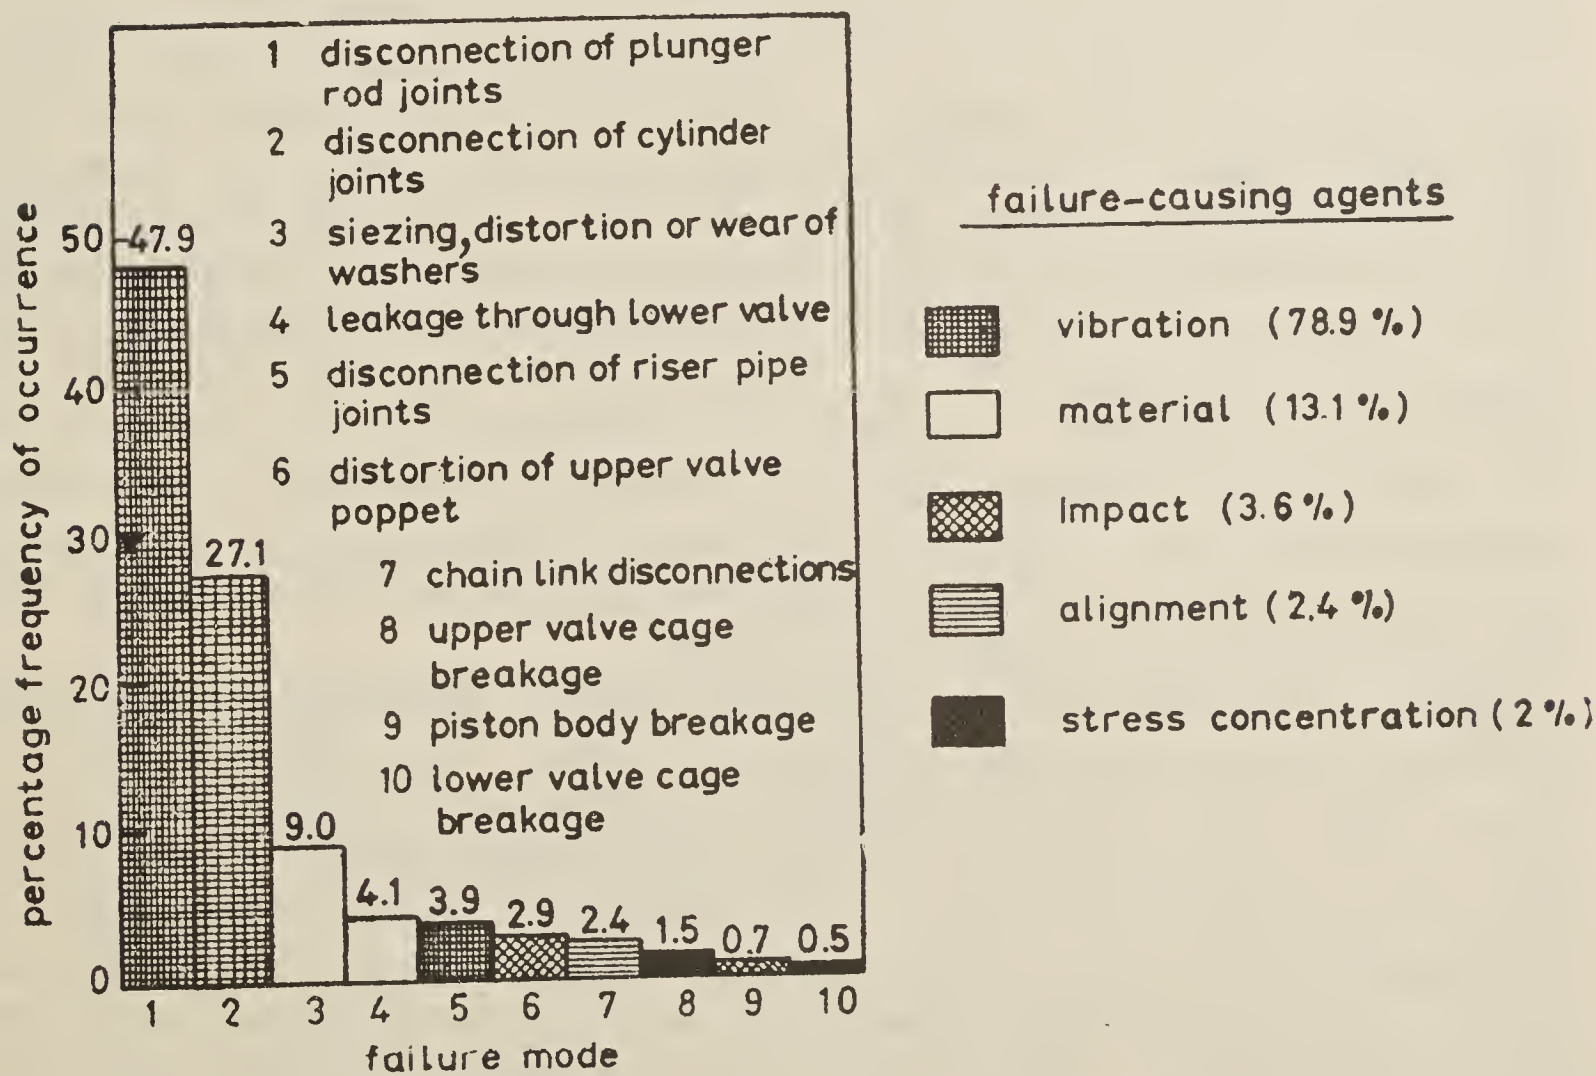 1 disconnection of plunger
rod joints
2 disconnection of cylinder
joints
3 siezing, distortion or wear of
washers
4 leakage through lower valve
5 disconnection of riser pipe
joints
6 distortion of upper valve
poppet
7 chain link disconnections
8 upper valve cage
breakage
9 piston body breakage
10 lower valve cage
breakage
percentage frequency of occurrence
50
40
30
20
10
0
47.9
27.1
9.0
4.1
3.9
2.9
2.4
1.5
0.7
0.5
1 2 3 4 5 6 7 8 9 10
failure mode
failure-causing agents
vibration (78.9 %)
material (13.1 %)
Impact (3.6 %)
alignment (2.4 %)
stress concentration (2 %)